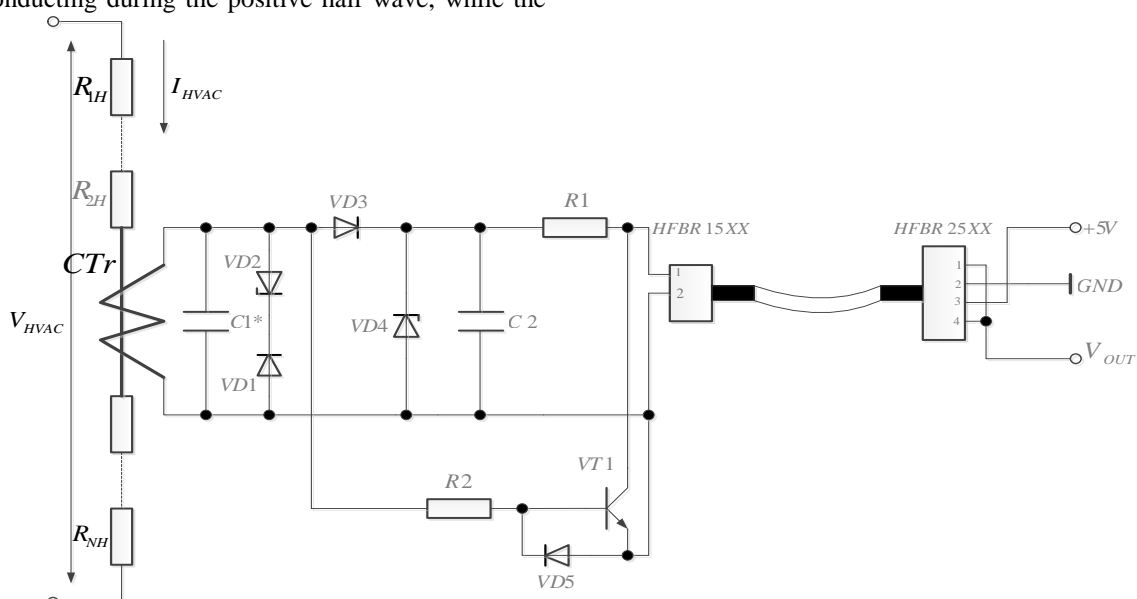 onducting during the positive half wave, while the
R1H
IHVAC
R2H
VD3
R1
HFBR 15XX
HFBR 25XX
+5V
CTr
VD2
1
2
1
2
3
4
GND
VHVAC
C1*
VD4
C 2
VD1
VOUT
VT1
R2
RNH
VD5